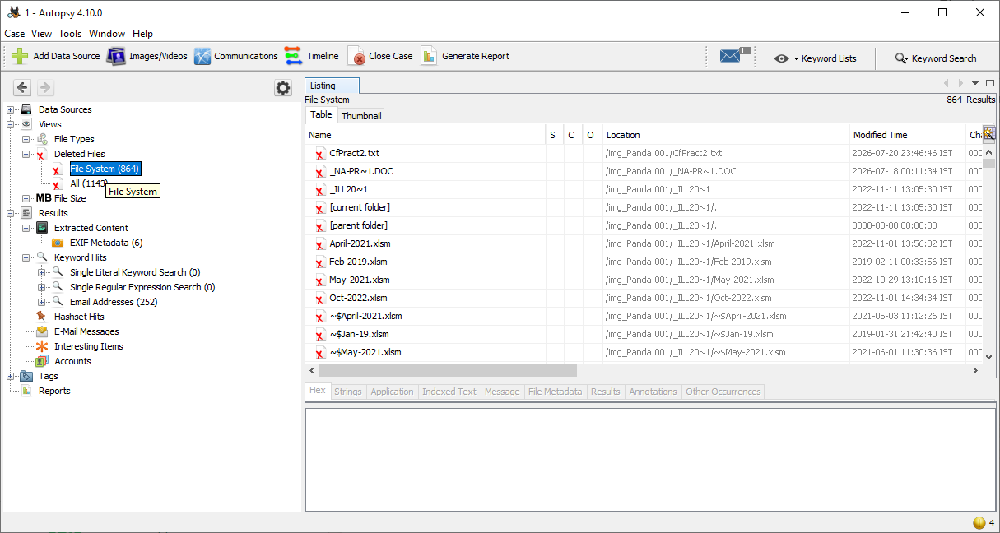 1 - Autopsy 4.10.0
Case View Tools Window Help
Add Data Source Images/Videos Communications Timeline Close Case Generate Report 11 Keyword Lists Keyword Search
Data Sources
Views
File Types
Deleted Files
File System (864)
All (1143)
File System
MB File Size
Results
Extracted Content
EXIF Metadata (6)
Keyword Hits
Single Literal Keyword Search (0)
Single Regular Expression Search (0)
Email Addresses (252)
Hashset Hits
E-Mail Messages
Interesting Items
Accounts
Tags
Reports
Listing
File System 864 Results
Table Thumbnail
Name S C O Location Modified Time
CfPract2.txt /img_Panda.001/CfPract2.txt 2026-07-20 23:46:46 IST 000
_NA-PR~1.DOC /img_Panda.001/_NA-PR~1.DOC 2026-07-18 00:11:34 IST 000
_ILL20~1 /img_Panda.001/_ILL20~1 2022-11-11 13:05:30 IST 000
[current folder] /img_Panda.001/_ILL20~1/. 2022-11-11 13:05:30 IST 000
[parent folder] /img_Panda.001/_ILL20~1/.. 0000-00-00 00:00:00 000
April-2021.xlsm /img_Panda.001/_ILL20~1/April-2021.xlsm 2022-11-01 13:56:32 IST 000
Feb 2019.xlsm /img_Panda.001/_ILL20~1/Feb 2019.xlsm 2019-02-11 00:33:56 IST 000
May-2021.xlsm /img_Panda.001/_ILL20~1/May-2021.xlsm 2022-10-29 13:10:16 IST 000
Oct-2022.xlsm /img_Panda.001/_ILL20~1/Oct-2022.xlsm 2022-11-01 14:34:34 IST 000
~$April-2021.xlsm /img_Panda.001/_ILL20~1/~$April-2021.xlsm 2021-05-03 11:12:26 IST 000
~$Jan-19.xlsm /img_Panda.001/_ILL20~1/~$Jan-19.xlsm 2019-01-31 21:42:40 IST 000
~$May-2021.xlsm /img_Panda.001/_ILL20~1/~$May-2021.xlsm 2021-06-01 11:30:36 IST 000
Hex Strings Application Indexed Text Message File Metadata Results Annotations Other Occurrences
4